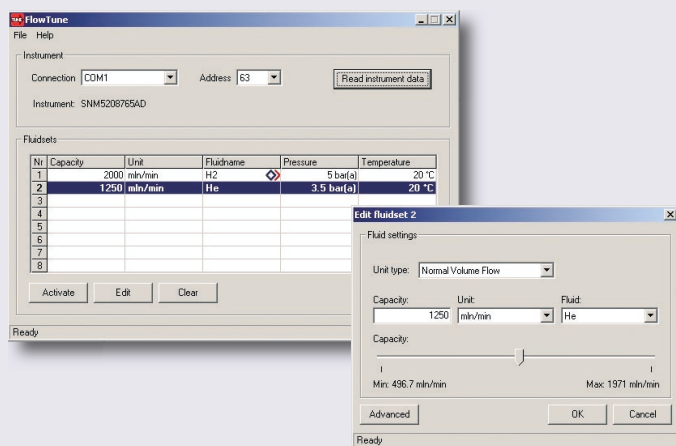 FlowTune
File Help
Instrument
Connection COM1 Address 63 Read instrument data
Instrument: SNM5208765AD
Fluidsets
Nr Capacity Unit Fluidname Pressure Temperature
1 2000 mln/min H2 5 bar(a) 20 °C
2 1250 mln/min He 3.5 bar(a) 20 °C
3
4
5
6
7
8
Activate Edit Clear
Ready
Edit fluidset 2
Fluid settings
Unit type: Normal Volume Flow
Capacity: Unit: Fluid:
1250 mln/min He
Capacity:
Min: 496.7 mln/min Max: 1971 mln/min
Advanced OK Cancel
Ready